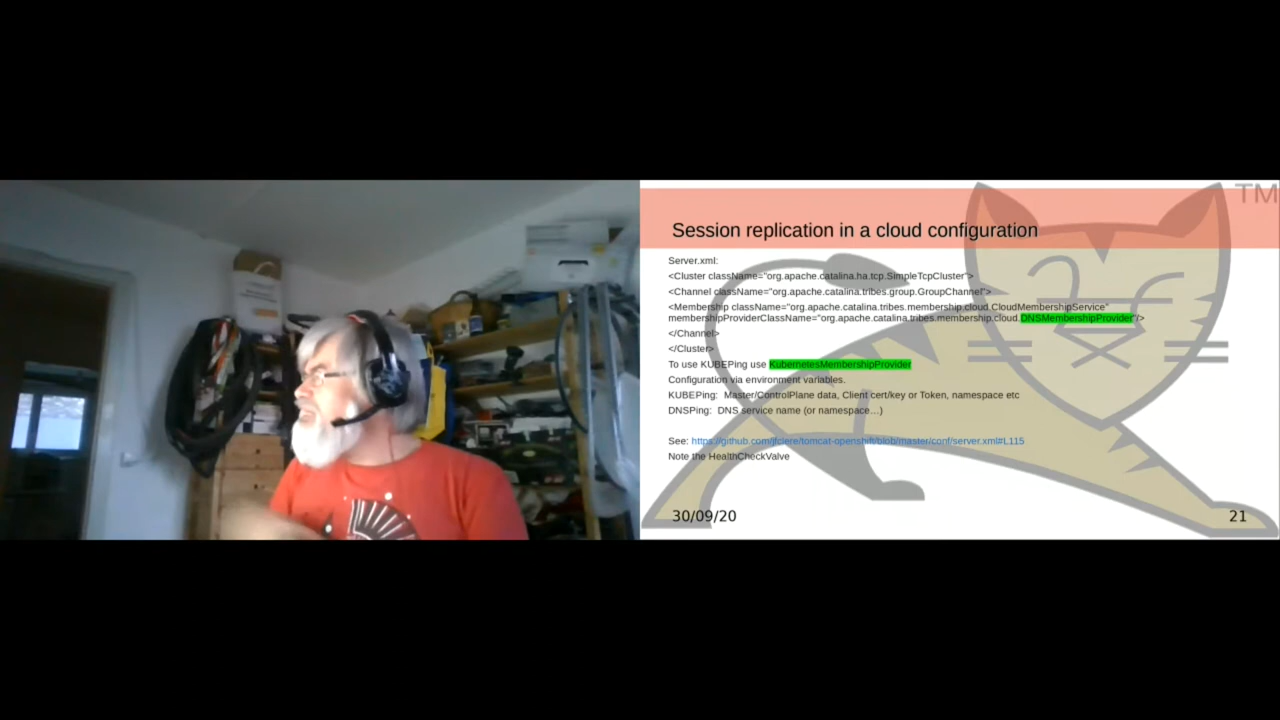 TM
Session replication in a cloud configuration
Server.xml:
<Cluster className="org.apache.catalina.ha.tcp.SimpleTcpCluster">
<Channel className="org.apache.catalina.tribes.group.GroupChannel">
<Membership className="org.apache.catalina.tribes.membership.cloud.CloudMembershipService"
membershipProviderClassName="org.apache.catalina.tribes.membership.cloud.DNSMembershipProvider"/>
</Channel>
</Cluster>
To use KUBEPing use KubernetesMembershipProvider
Configuration via environment variables.
KUBEPing: Master/ControlPlane data, Client cert/key or Token, namespace etc
DNSPing: DNS service name (or namespace…)
See: https://github.com/jfclere/tomcat-openshift/blob/master/conf/server.xml#L115
Note the HealthCheckValve
30/09/20
21